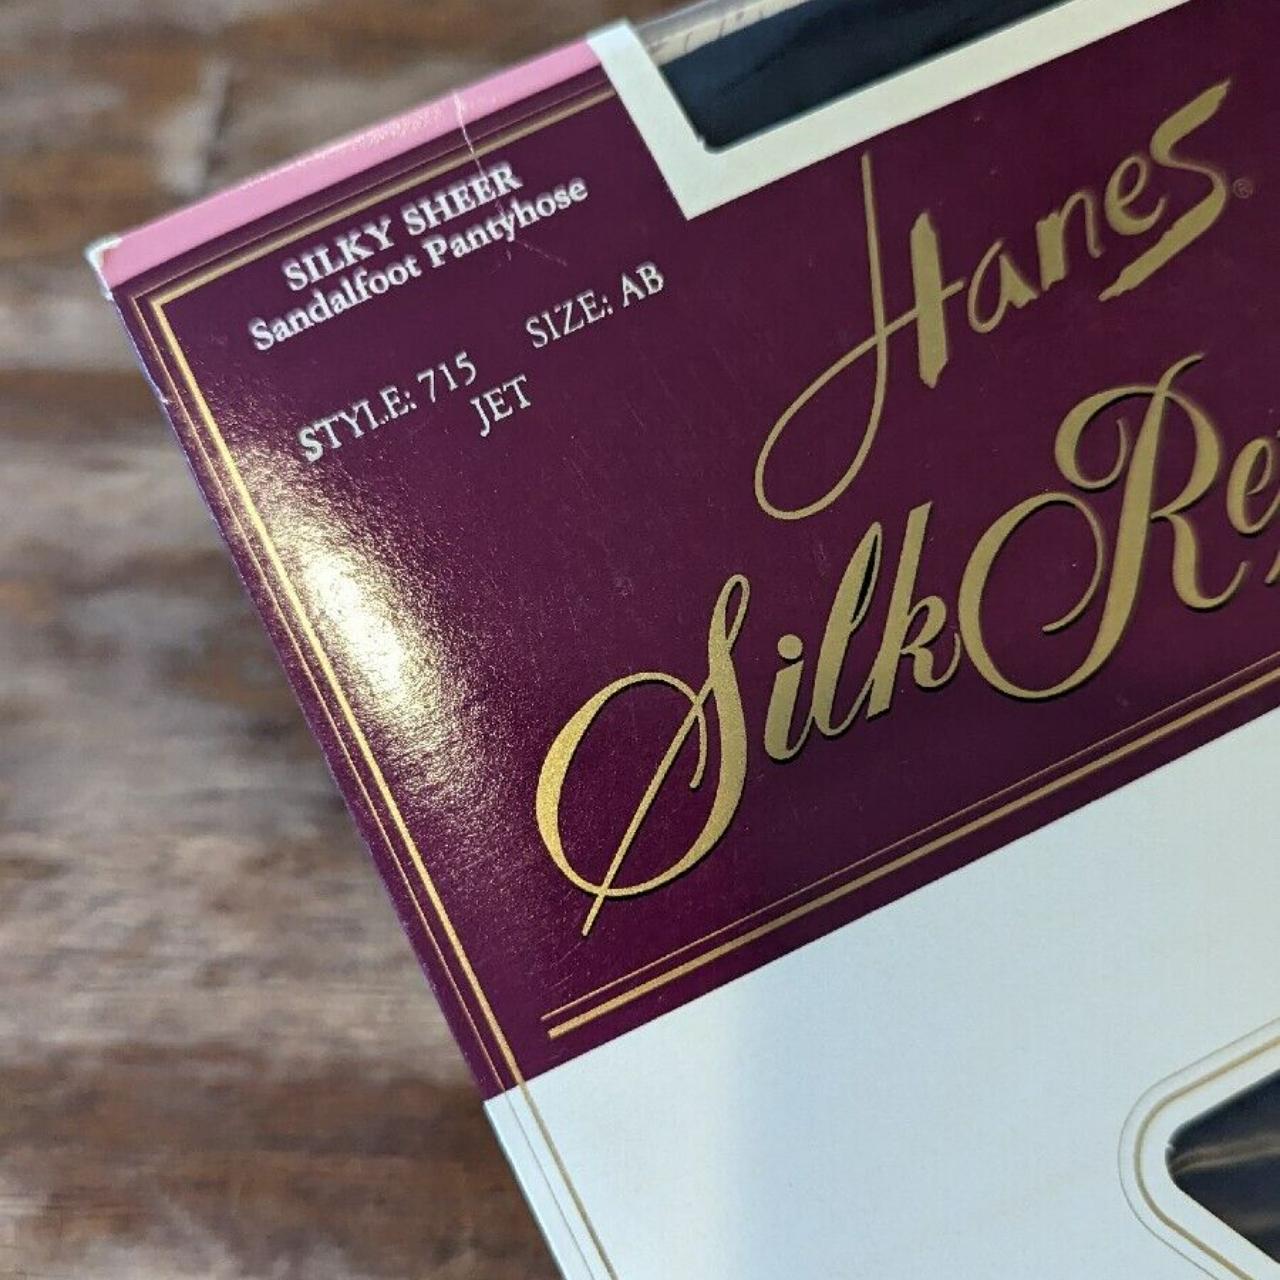 SILKY SHEER
Sandalfoot Pantyhose
STYLE: 715 SIZE: AB
JET
Hanes®
Silk